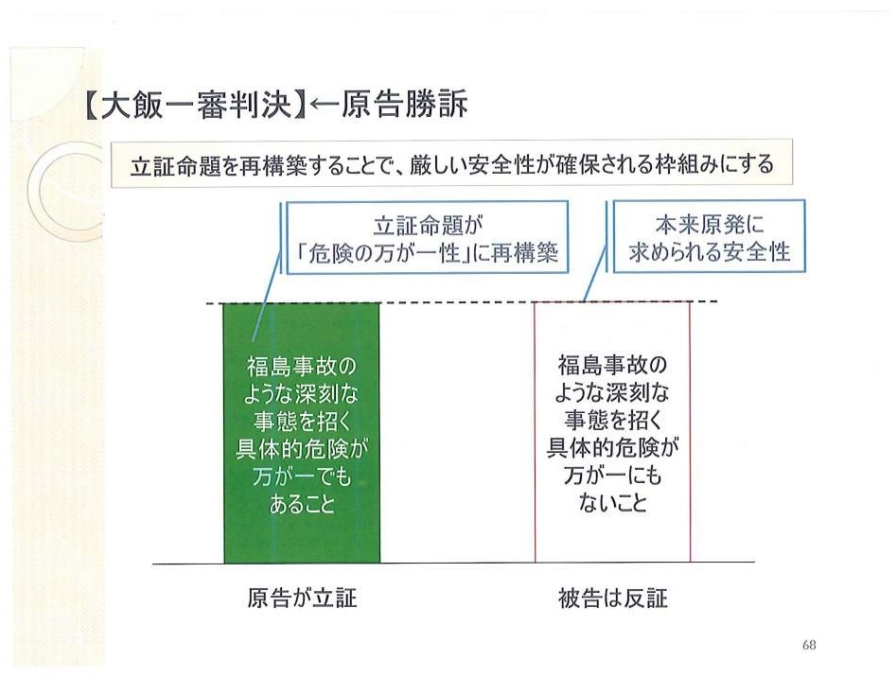 【大飯一審判決】←原告勝訴
立証命題を再構築することで、厳しい安全性が確保される枠組みにする
立証命題が
「危険の万が一性」に再構築
本来原発に
求められる安全性
福島事故の
ような深刻な
事態を招く
具体的危険が
万が一でも
あること
福島事故の
ような深刻な
事態を招く
具体的危険が
万が一にも
ないこと
原告が立証
被告は反証
68